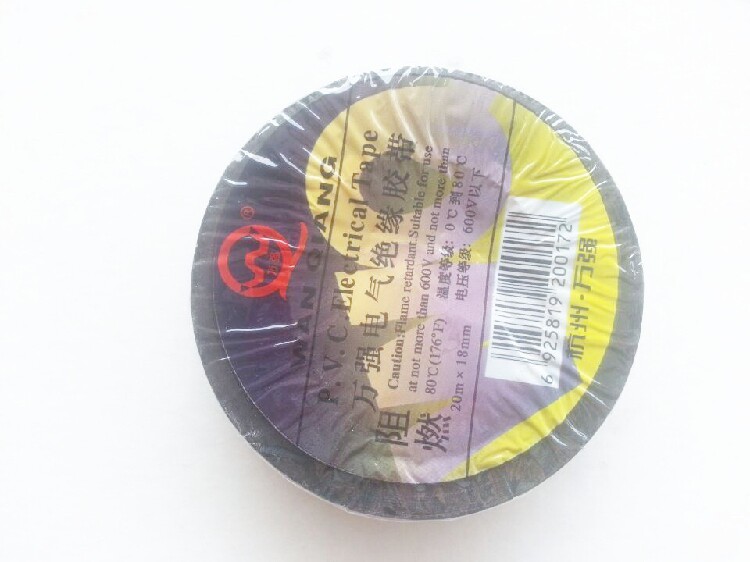 WAN QIANG
P.V.C.Electrical Tape
万强电气绝缘胶带
Caution:Flame retardant.Suitable for use
at not more than 600V and not more than
80℃(176°F)
温度等级: 0℃到80℃
20m×18mm
电压等级: 600V以下
阻燃
6 925819 200172
杭州·万强